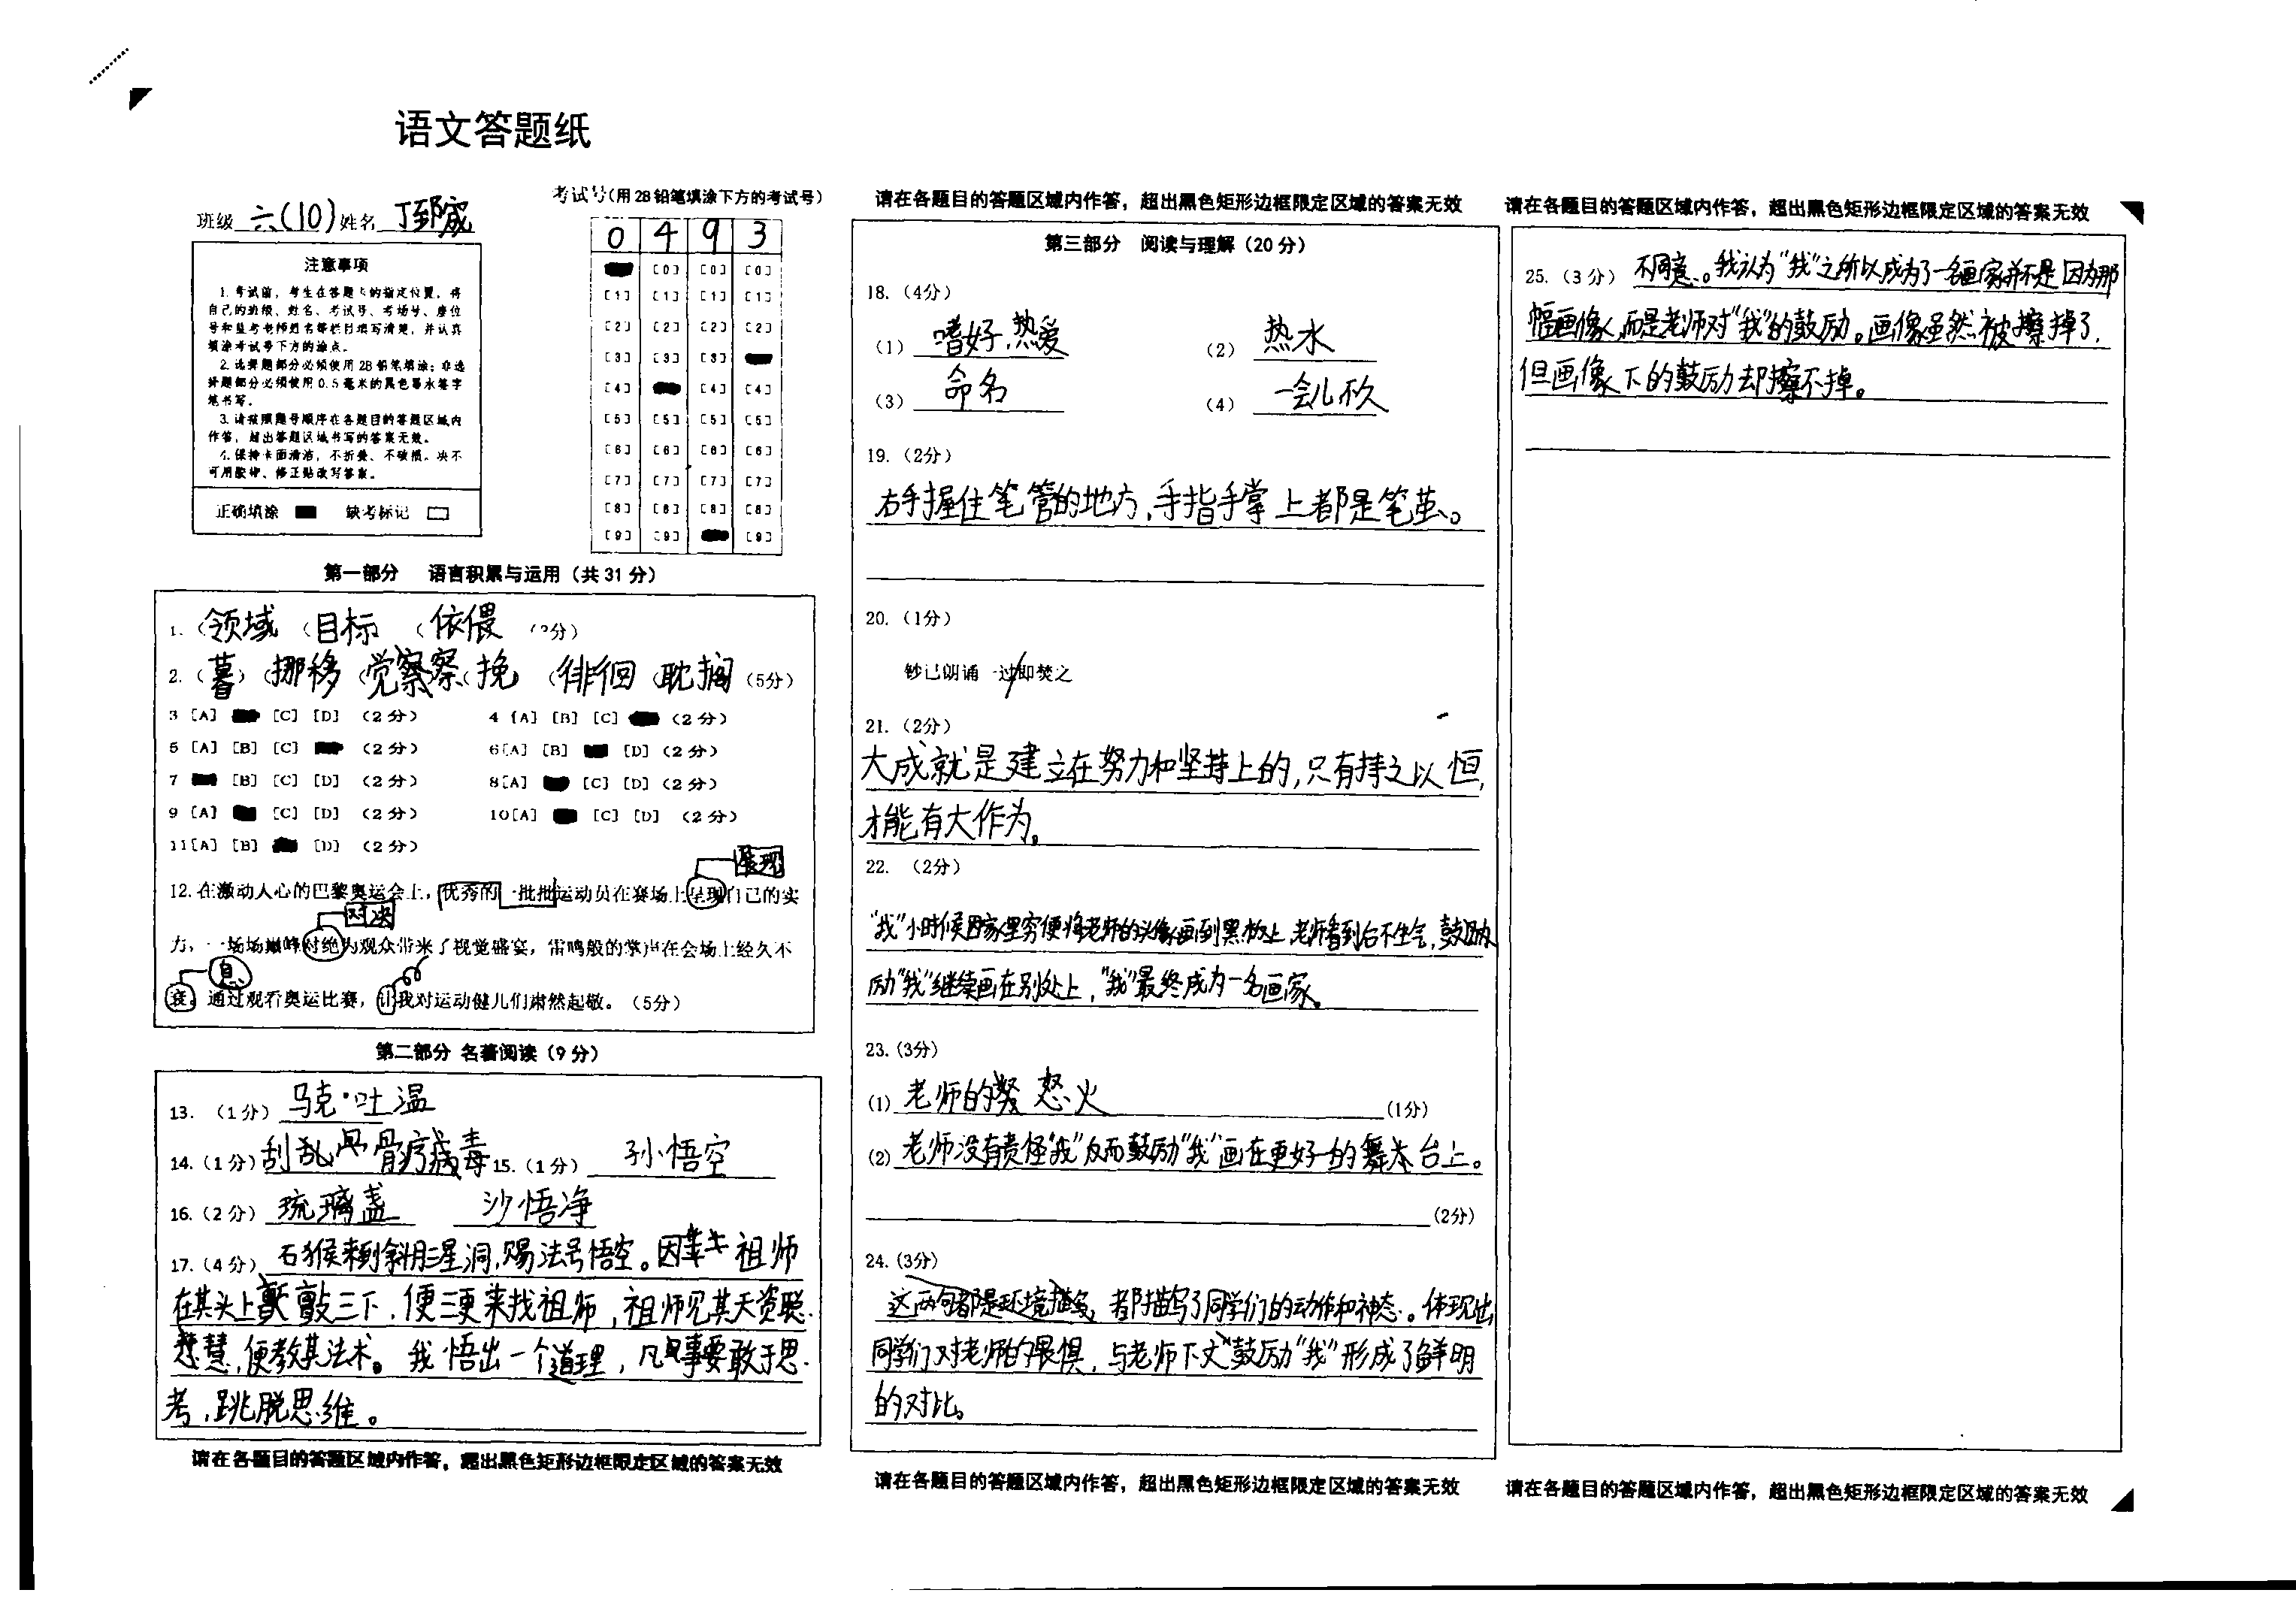 语文答题纸
班级 六(10) 姓名 丁郅宬
考试号(用2B铅笔填涂下方的考试号)
0 4 9 3
[0] [0] [0]
[1] [1] [1] [1]
[2] [2] [2] [2]
[3] [3] [3]
[4] [4] [4]
[5] [5] [5] [5]
[6] [6] [6] [6]
[7] [7] [7] [7]
[8] [8] [8] [8]
[9] [9] [9]
注意事项
1. 考试前，考生在答题卡的指定位置，将
自己的班级、姓名、考试号、考场号、座位
号和监考老师姓名等栏目填写清楚，并认真
填涂考试号下方的涂点。
2. 选择题部分必须使用2B铅笔填涂；非选
择题部分必须使用0.5毫米的黑色墨水签字
笔书写。
3. 请按照题号顺序在各题目的答题区域内
作答，超出答题区域书写的答案无效。
4. 保持卡面清洁，不折叠、不破损。决不
可用胶带、修正贴改写答案。
正确填涂 缺考标记
第一部分 语言积累与运用（共31分）
1.（领域（目标（依偎（3分）
2.（暮）（挪移（觉察（挽（徘徊（耽搁（5分）
3 [A] [C] [D]（2分） 4 [A] [B] [C]（2分）
5 [A] [B] [C]（2分） 6[A] [B] [D]（2分）
7 [B] [C] [D]（2分） 8[A] [C] [D]（2分）
9 [A] [C] [D]（2分） 10[A] [C] [D]（2分）
11[A] [B] [D]（2分）
展现
12. 在激动人心的巴黎奥运会上，优秀的一批批运动员在赛场上呈现自己的实
对决
力，一场场巅峰对绝为观众带来了视觉盛宴，雷鸣般的掌声在会场上经久不
息
衰。通过观看奥运比赛，让我对运动健儿们肃然起敬。（5分）
第二部分 名著阅读（9分）
13.（1分）马克·吐温
14.（1分）刮乱骨疗病毒 15.（1分）孙悟空
16.（2分）琉璃盏 沙悟净
17.（4分）石猴来到斜月三星洞，赐法号悟空。因 祖师
在其头上敲三下，便三更来找祖师，祖师见其天资聪
慧，便教其法术。我悟出一个道理，凡事要敢于思
考，跳脱思维。
请在各题目的答题区域内作答，超出黑色矩形边框限定区域的答案无效
请在各题目的答题区域内作答，超出黑色矩形边框限定区域的答案无效
第三部分 阅读与理解（20分）
18.（4分）
（1）嗜好，热爱 （2）热水
（3）命名 （4）一会儿不久
19.（2分）
右手握住笔管的地方，手指手掌上都是笔茧。
20.（1分）
钞已朗诵一过/即焚之
21.（2分）
大成就是建立在努力和坚持上的，只有持之以恒，
才能有大作为。
22.（2分）
“我”小时候因家里穷便将老师的头像画到黑板上，老师看到后不生气，鼓励
励“我”继续画在别处上，“我”最终成为一名画家。
23.（3分）
（1）老师的怒火（1分）
（2）老师没有责怪“我”反而鼓励“我”画在更好的舞台上。
（2分）
24.（3分）
这两句都是环境描写，都描写了同学们的动作和神态。体现出
同学们对老师的畏惧，与老师下文鼓励“我”形成了鲜明
的对比。
请在各题目的答题区域内作答，超出黑色矩形边框限定区域的答案无效
请在各题目的答题区域内作答，超出黑色矩形边框限定区域的答案无效
25.（3分）不同意。我认为“我”之所以成为了一名画家并不是因为那
幅画像，而是老师对“我”的鼓励。画像虽然被擦掉了，
但画像下的鼓励却擦不掉。
请在各题目的答题区域内作答，超出黑色矩形边框限定区域的答案无效